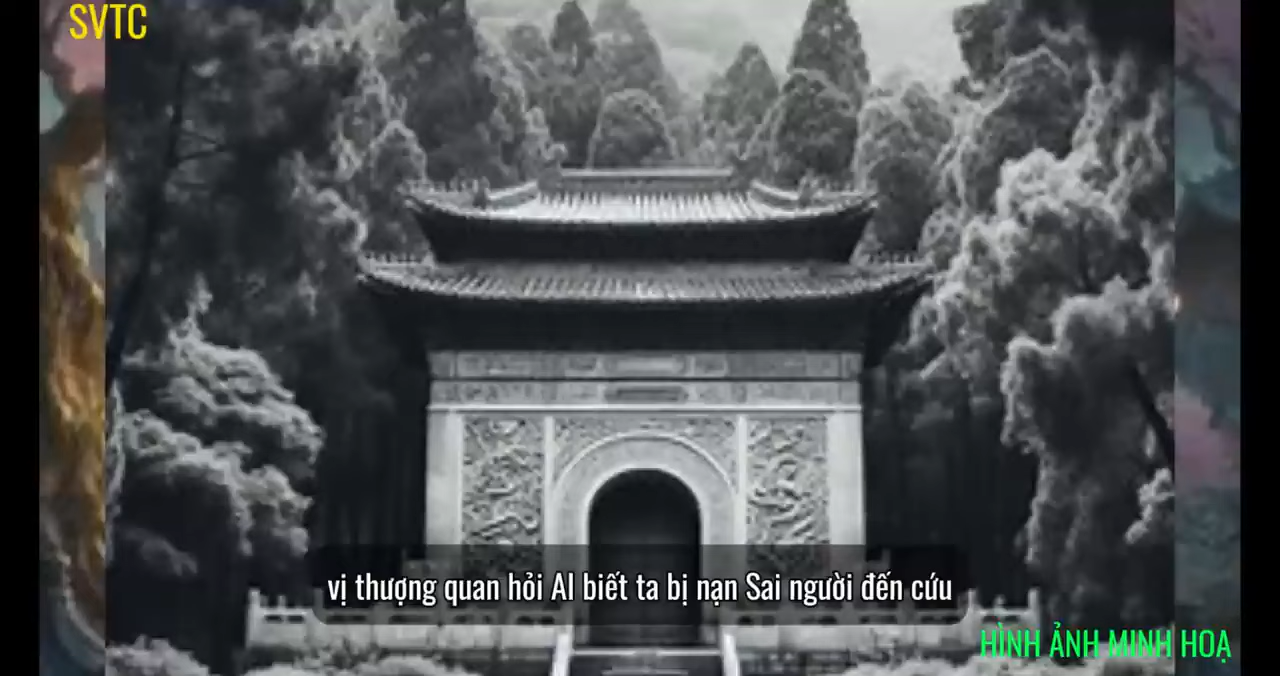 SVTC
vị thượng quan hỏi AI biết ta bị nạn Sai người đến cứu
HÌNH ẢNH MINH HOẠ